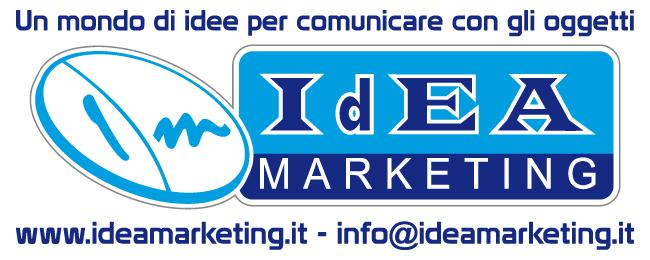 Un mondo di idee per comunicare con gli oggetti
IdEA
MARKETING
www.ideamarketing.it - info@ideamarketing.it